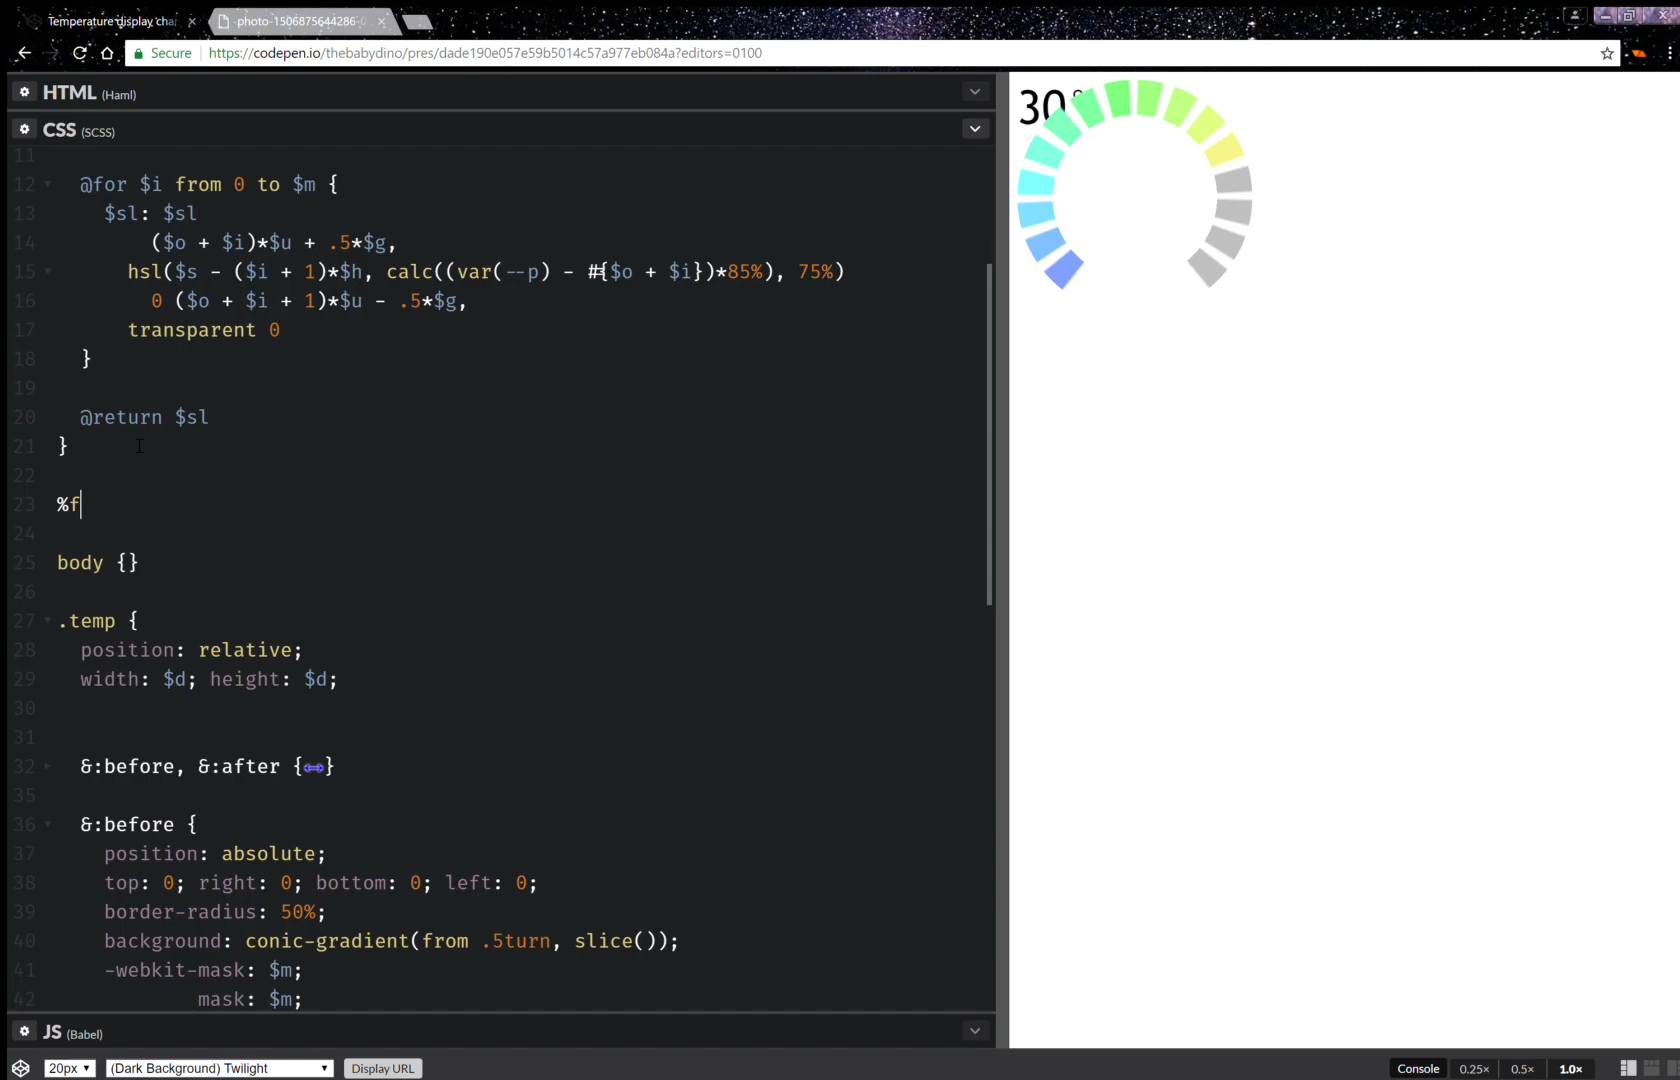 Temperature display cha
photo-1506875644286-0
Secure https://codepen.io/thebabydino/pres/dade190e057e59b5014c57a977eb084a?editors=0100
HTML (Haml)
CSS (SCSS)
11
12 @for $i from 0 to $m {
13 $sl: $sl
14 ($o + $i)*$u + .5*$g,
15 hsl($s - ($i + 1)*$h, calc((var(--p) - #{$o + $i})*85%), 75%)
16 0 ($o + $i + 1)*$u - .5*$g,
17 transparent 0
18 }
19
20 @return $sl
21 }
22
23 %f
24
25 body {}
26
27 .temp {
28 position: relative;
29 width: $d; height: $d;
30
31
32 &:before, &:after {↔}
35
36 &:before {
37 position: absolute;
38 top: 0; right: 0; bottom: 0; left: 0;
39 border-radius: 50%;
40 background: conic-gradient(from .5turn, slice());
41 -webkit-mask: $m;
42 mask: $m;
JS (Babel)
20px (Dark Background) Twilight Display URL
Console 0.25× 0.5× 1.0×
30°